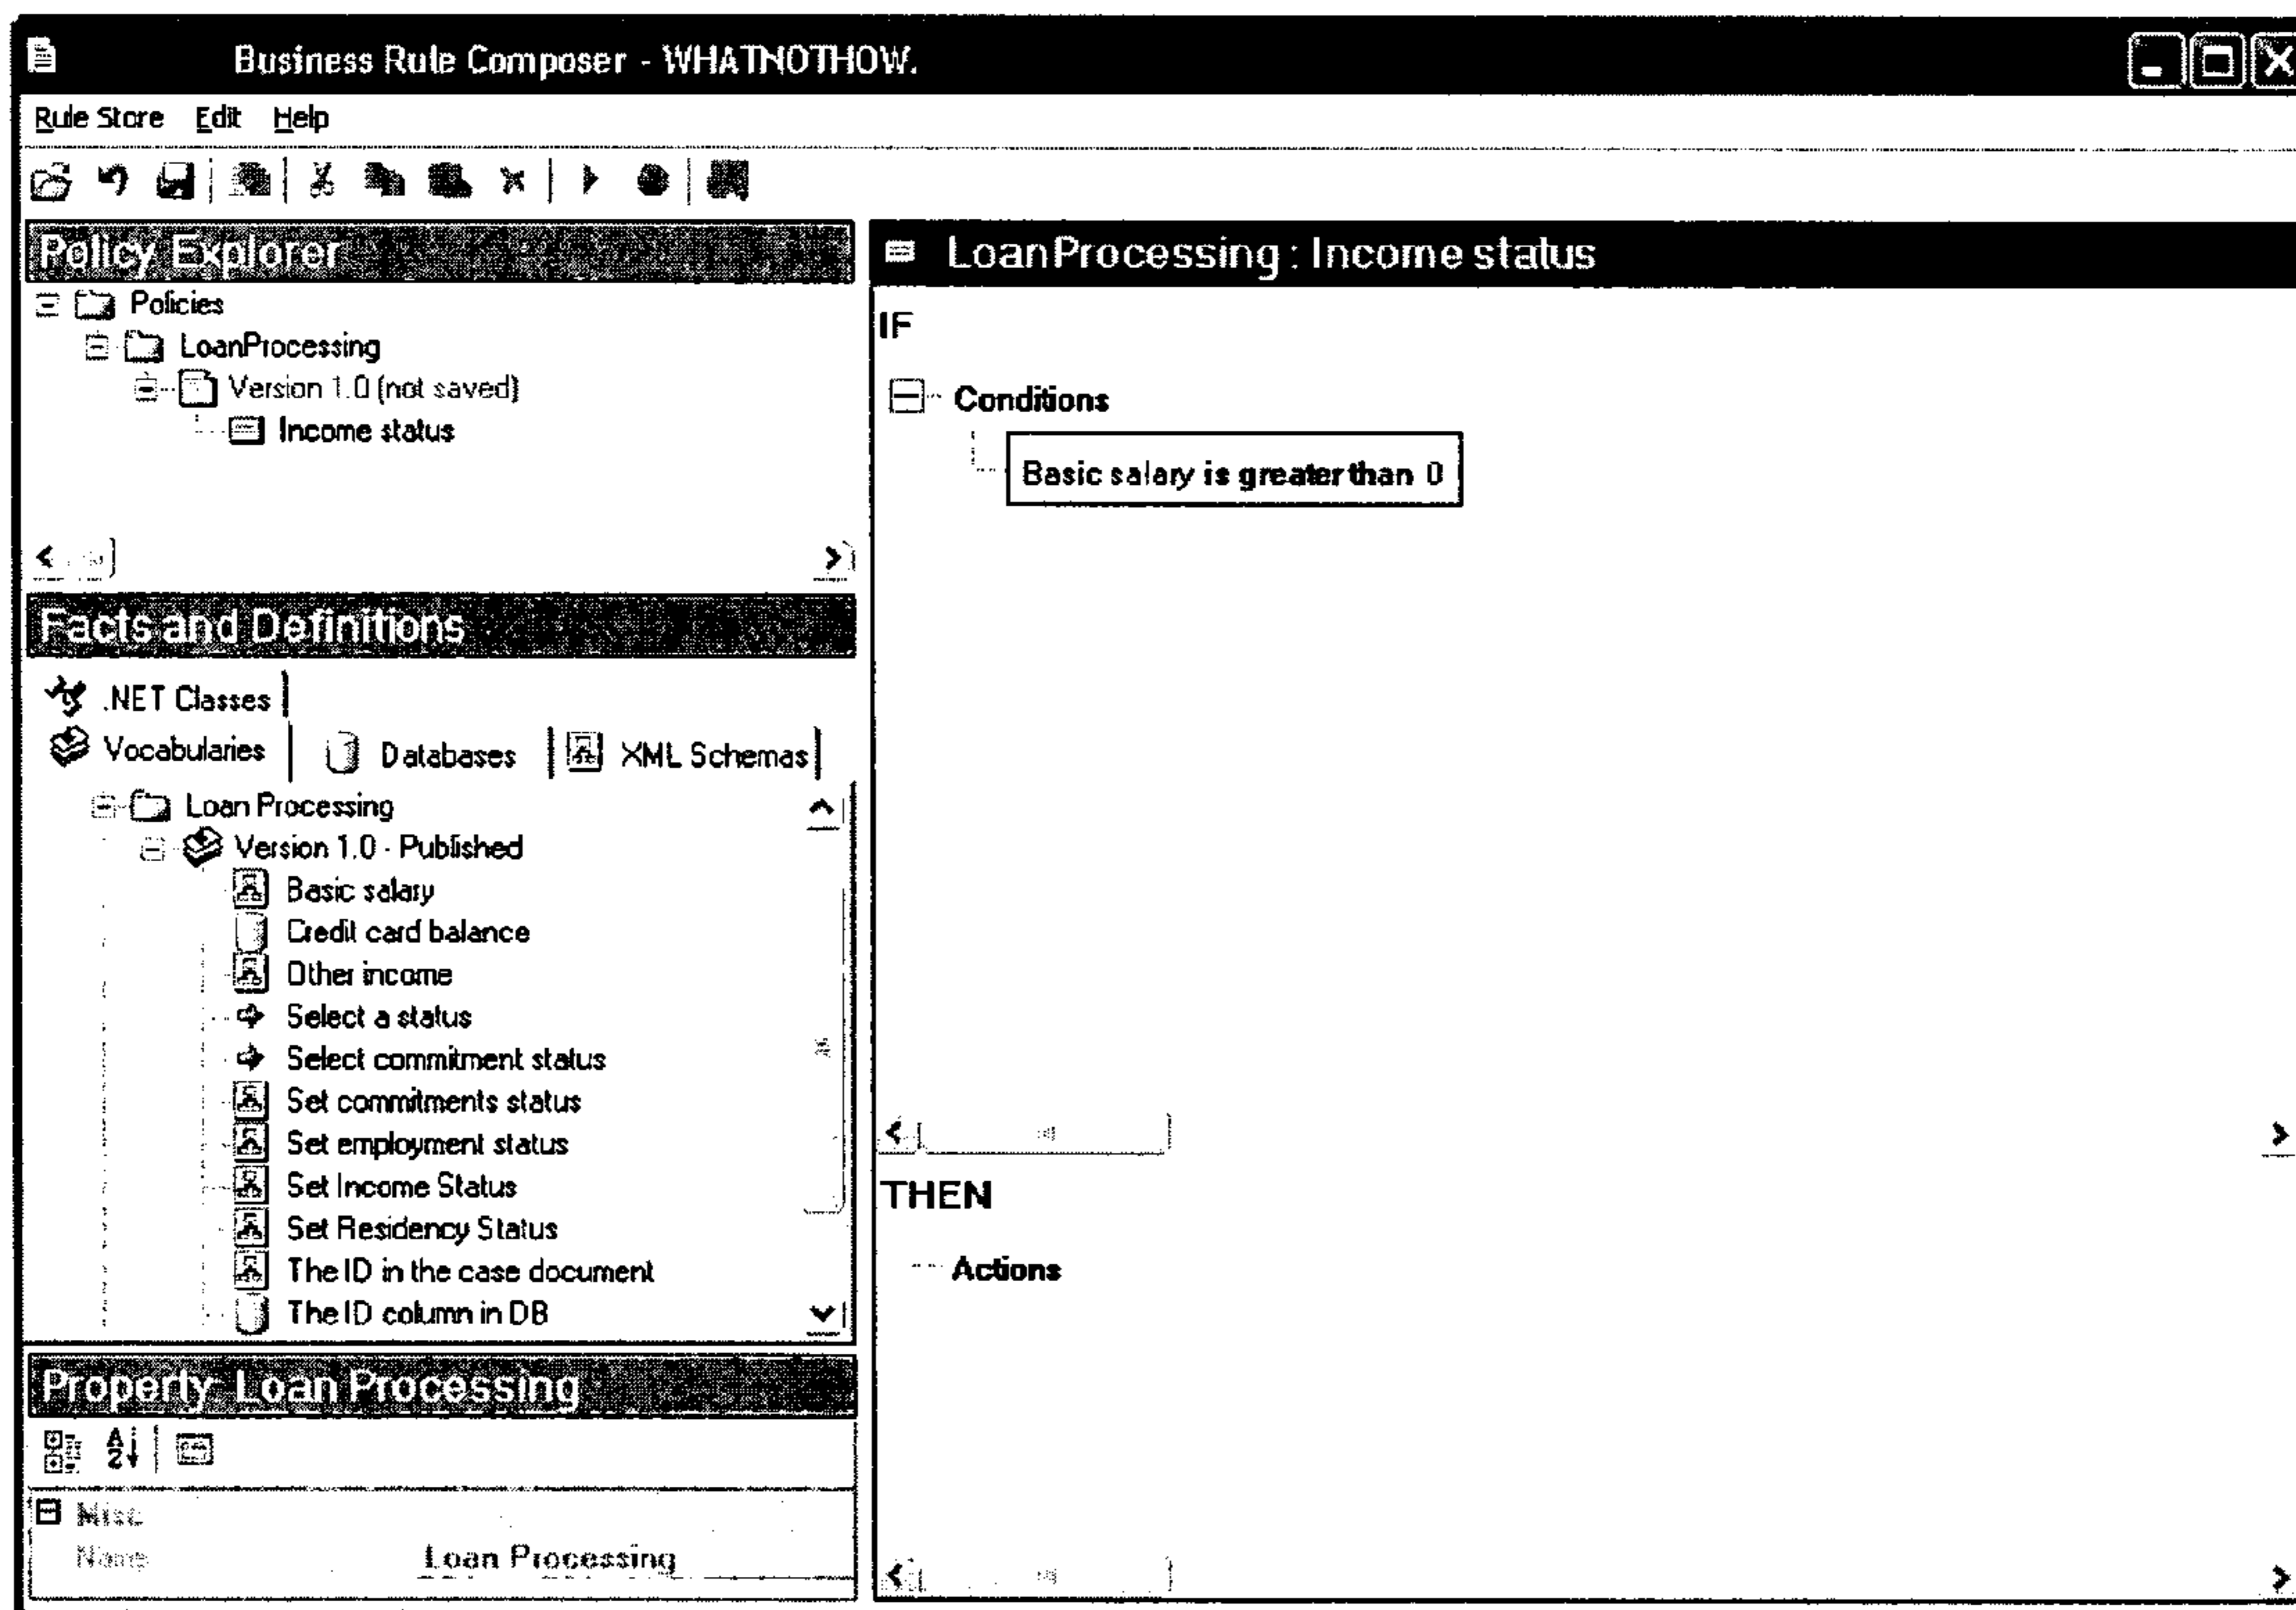 Business Rule Composer - WHATNOTHOW.
Rule Store Edit Help
Policy Explorer
Policies
LoanProcessing
Version 1.0 (not saved)
Income status
Facts and Definitions
.NET Classes
Vocabularies Databases XML Schemas
Loan Processing
Version 1.0 - Published
Basic salary
Credit card balance
Other income
Select a status
Select commitment status
Set commitments status
Set employment status
Set Income Status
Set Residency Status
The ID in the case document
The ID column in DB
Property- Loan Processing
Misc
Name Loan Processing
LoanProcessing : Income status
IF
Conditions
Basic salary is greater than 0
THEN
Actions